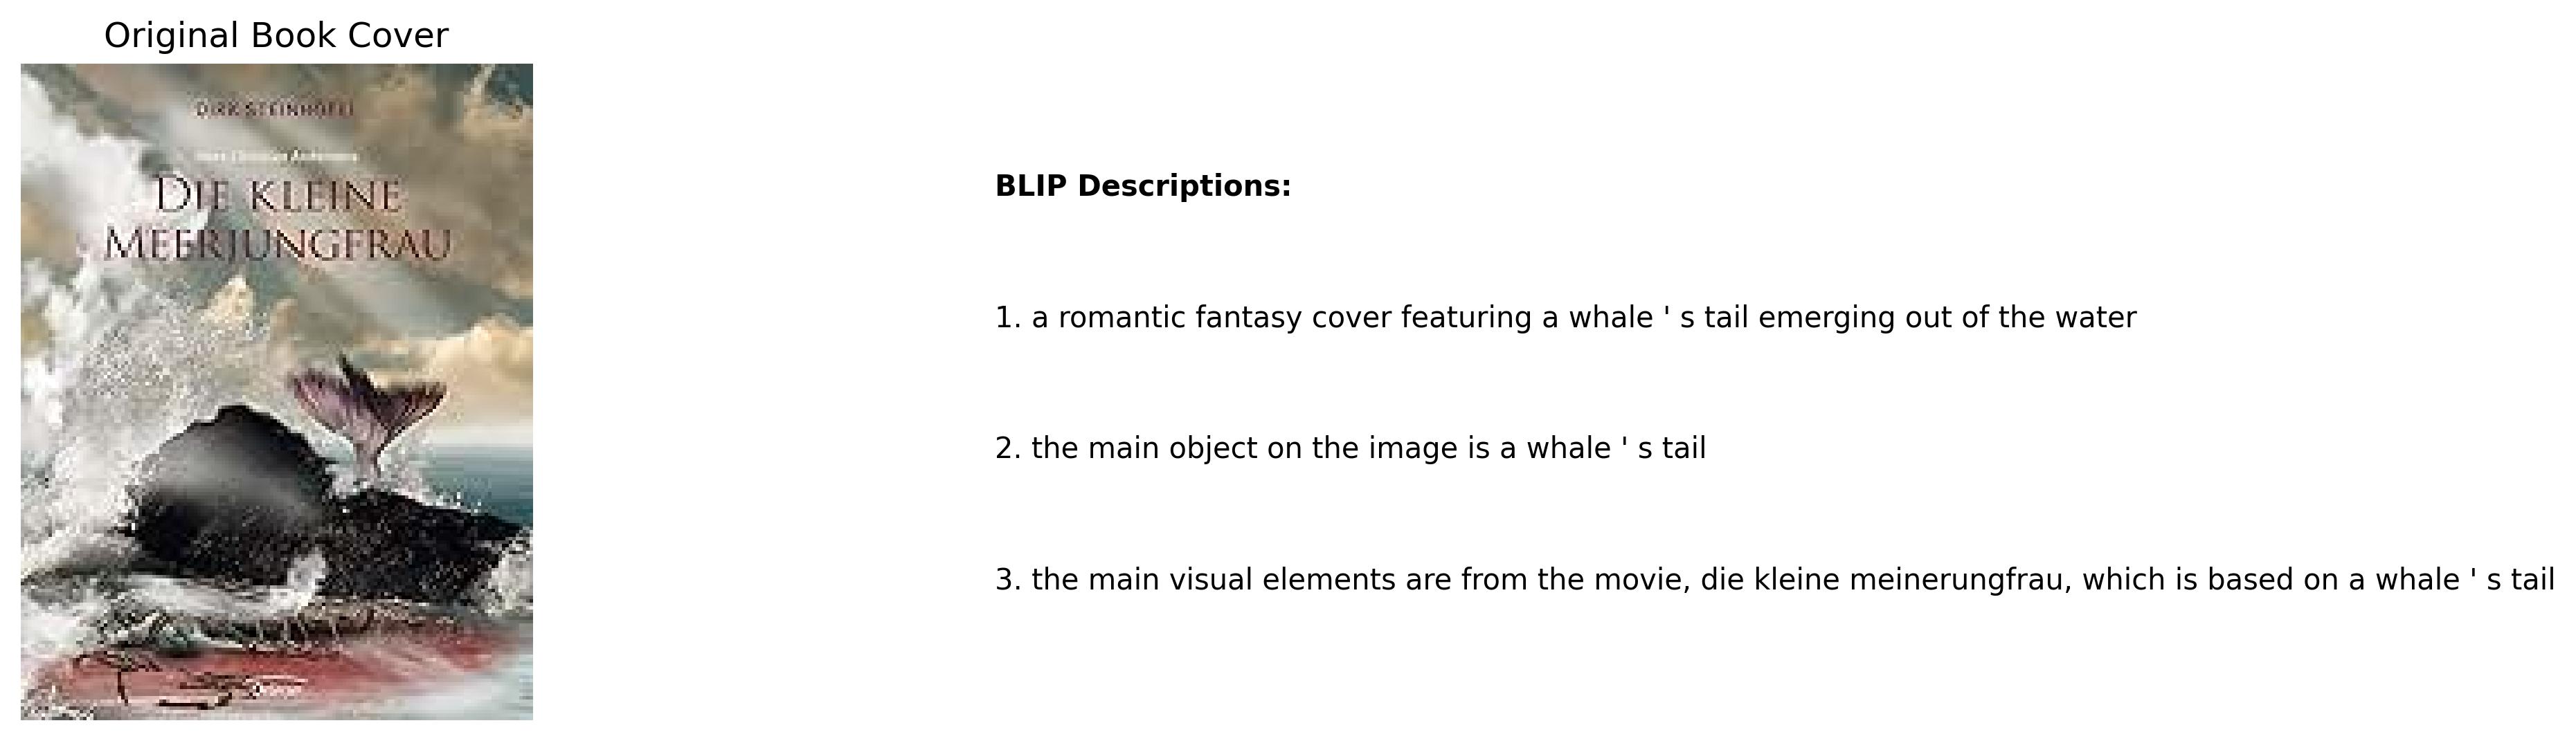 Original Book Cover
DIRK STEINHÖFEL
DIE KLEINE
MEERJUNGFRAU
BLIP Descriptions:
1. a romantic fantasy cover featuring a whale ' s tail emerging out of the water
2. the main object on the image is a whale ' s tail
3. the main visual elements are from the movie, die kleine meinerungfrau, which is based on a whale ' s tail